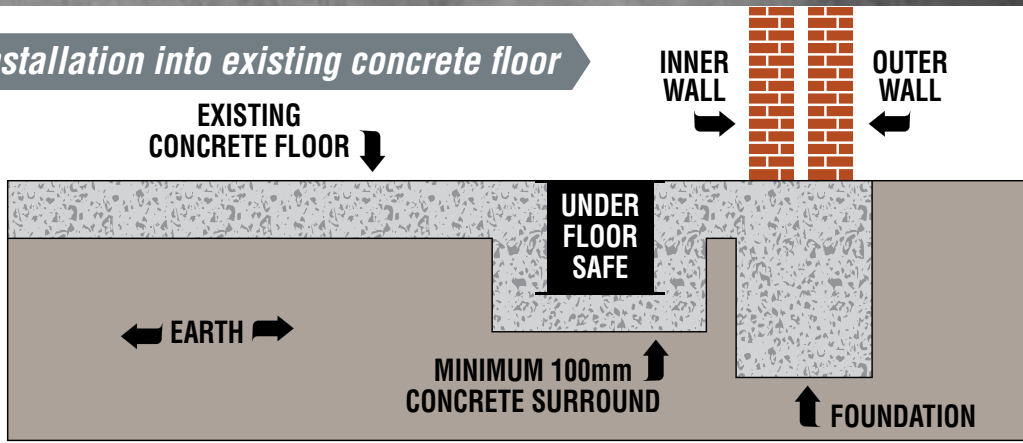 stallation into existing concrete floor
INNER
WALL
OUTER
WALL
EXISTING
CONCRETE FLOOR
UNDER
FLOOR
SAFE
EARTH
MINIMUM 100mm
CONCRETE SURROUND
FOUNDATION